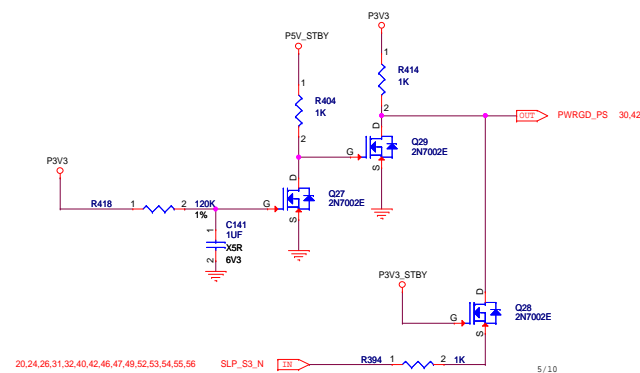 P3V3
P5V_STBY
1
1
R414
1K
R404
1K
2
OUT
PWRGD_PS
30,42
2
D
G
Q29
2N7002E
S
P3V3
D
Q27
2N7002E
R418
1
2
120K
1%
G
S
1
C141
1UF
X5R
6V3
2
P3V3_STBY
D
Q28
2N7002E
G
S
20,24,26,31,32,40,42,46,47,49,52,53,54,55,56
SLP_S3_N
IN
R394
1
2
1K
5/10